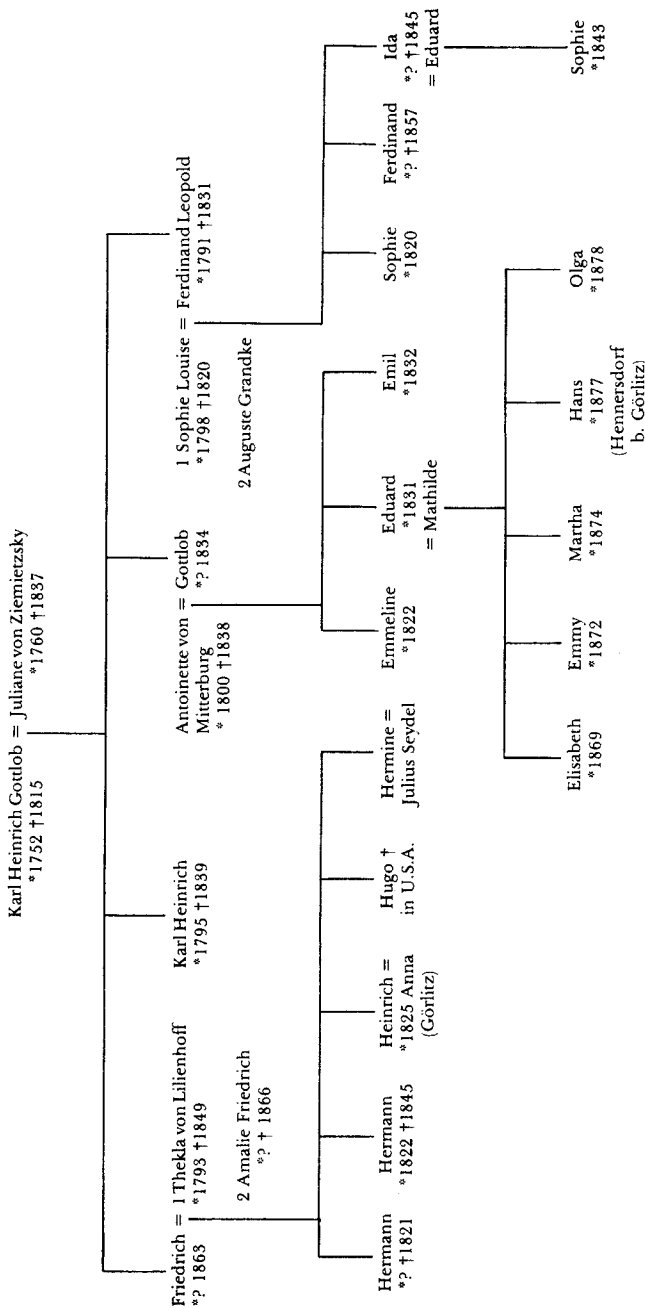 Karl Heinrich Gottlob = Juliane von Ziemietzsky
*1752 †1815 *1760 †1837
Friedrich = 1 Thekla von Lilienhoff
*? 1863 *1793 †1849
2 Amalie Friedrich
*? † 1866
Karl Heinrich
*1795 †1839
Antoinette von = Gottlob
Mitterburg *? 1834
* 1800 †1838
1 Sophie Louise = Ferdinand Leopold
*1798 †1820 *1791 †1831
2 Auguste Grandke
Hermann
*? †1821
Hermann
*1822 †1845
Heinrich =
*1825 Anna
(Görlitz)
Hugo †
in U.S.A.
Hermine =
Julius Seydel
Emmeline
*1822
Eduard
*1831
= Mathilde
Emil
*1832
Sophie
*1820
Ferdinand
*? †1857
Ida
*? †1845
= Eduard
Elisabeth
*1869
Emmy
*1872
Martha
*1874
Hans
*1877
(Hennersdorf
b. Görlitz)
Olga
*1878
Sophie
*1843